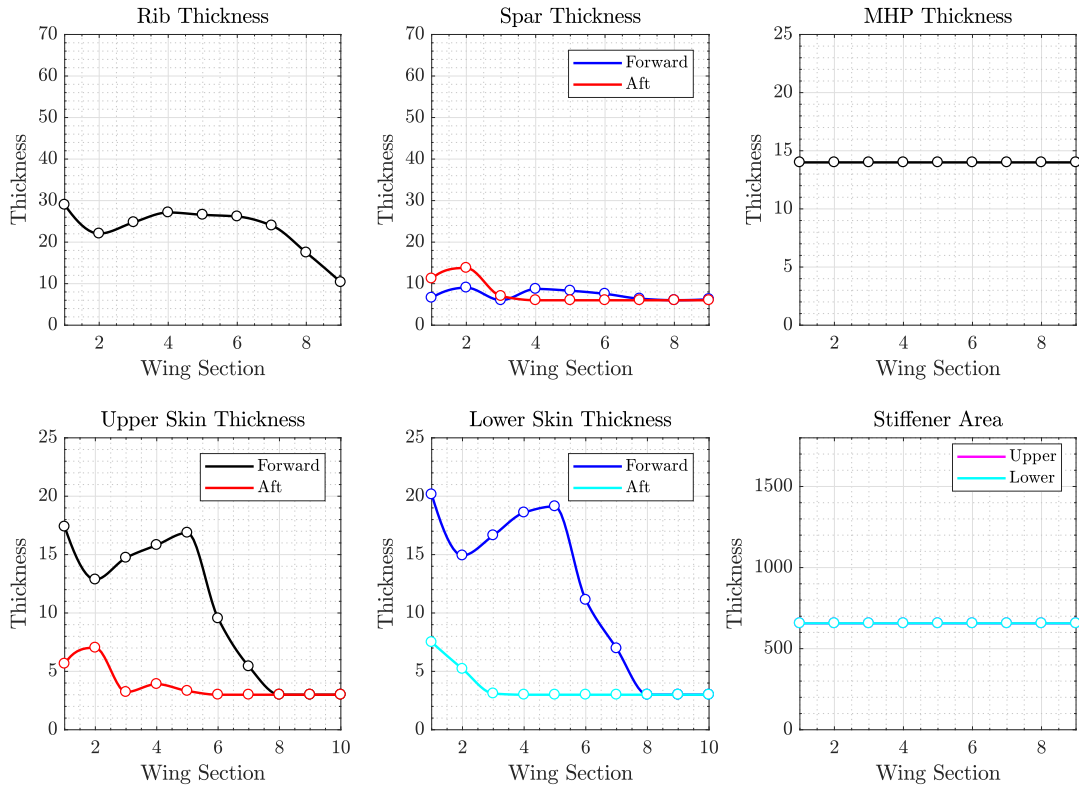 Rib Thickness
70
60
50
40
30
20
10
0
Thickness
2
4
6
8
Wing Section
Spar Thickness
70
60
50
40
30
20
10
0
Thickness
Forward
Aft
2
4
6
8
Wing Section
MHP Thickness
25
20
15
10
5
0
Thickness
2
4
6
8
Wing Section
Upper Skin Thickness
25
20
15
10
5
0
Thickness
Forward
Aft
2
4
6
8
10
Wing Section
Lower Skin Thickness
25
20
15
10
5
0
Thickness
Forward
Aft
2
4
6
8
10
Wing Section
Stiffener Area
1500
1000
500
0
Thickness
Upper
Lower
2
4
6
8
Wing Section